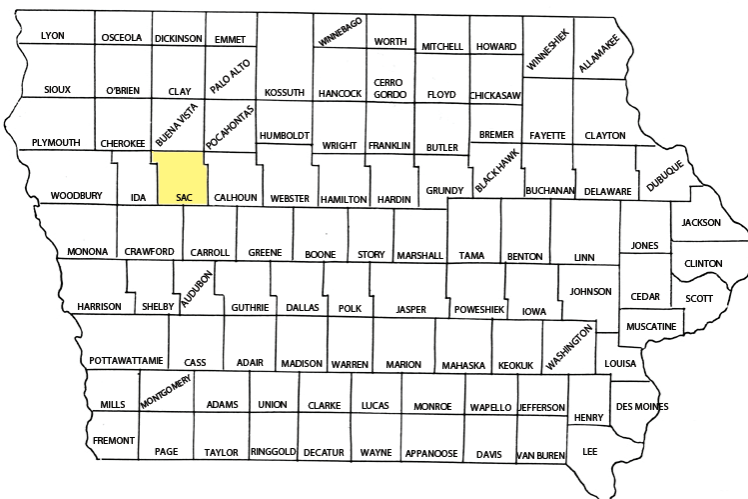 LYON OSCEOLA DICKINSON EMMET WINNEBAGO WORTH MITCHELL HOWARD WINNESHIEK ALLAMAKEE
SIOUX O'BRIEN CLAY PALO ALTO KOSSUTH HANCOCK CERRO GORDO FLOYD CHICKASAW
PLYMOUTH CHEROKEE BUENA VISTA POCAHONTAS HUMBOLDT WRIGHT FRANKLIN BUTLER BREMER FAYETTE CLAYTON
WOODBURY IDA SAC CALHOUN WEBSTER HAMILTON HARDIN GRUNDY BLACK HAWK BUCHANAN DELAWARE DUBUQUE
MONONA CRAWFORD CARROLL GREENE BOONE STORY MARSHALL TAMA BENTON LINN JONES JACKSON
CLINTON
HARRISON SHELBY AUDUBON GUTHRIE DALLAS POLK JASPER POWESHIEK IOWA JOHNSON CEDAR SCOTT
MUSCATINE
POTTAWATTAMIE CASS ADAIR MADISON WARREN MARION MAHASKA KEOKUK WASHINGTON LOUISA
MILLS MONTGOMERY ADAMS UNION CLARKE LUCAS MONROE WAPELLO JEFFERSON HENRY DES MOINES
FREMONT PAGE TAYLOR RINGGOLD DECATUR WAYNE APPANOOSE DAVIS VAN BUREN LEE